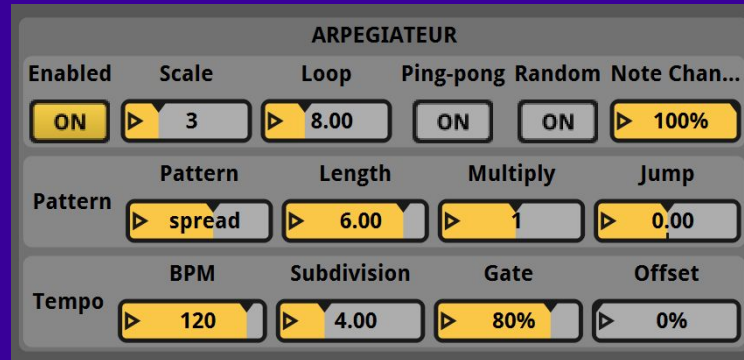 ARPEGIATEUR
Enabled Scale Loop Ping-pong Random Note Chan...
ON 3 8.00 ON ON 100%
Pattern Length Multiply Jump
Pattern
spread 6.00 1 0.00
BPM Subdivision Gate Offset
Tempo
120 4.00 80% 0%